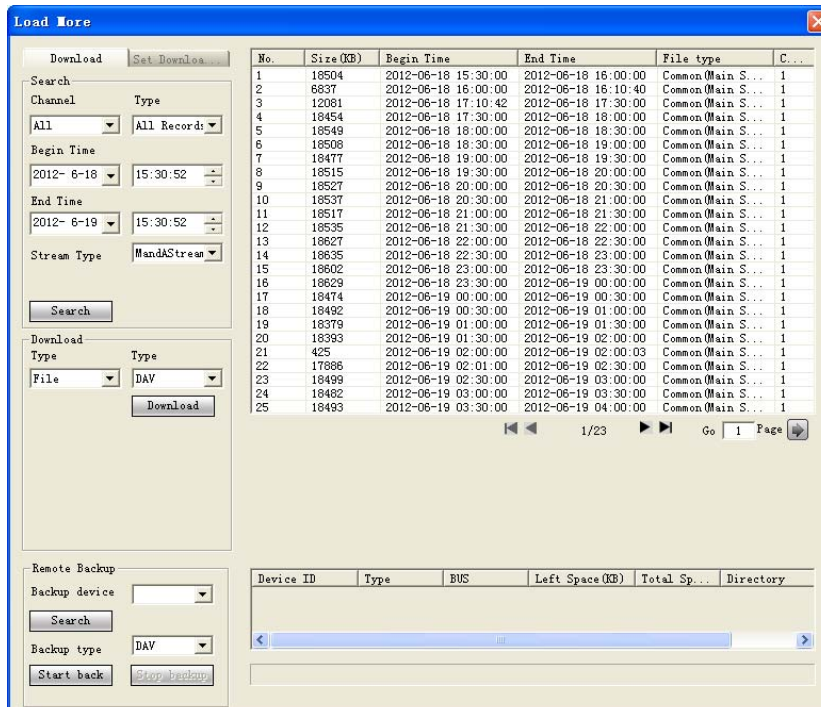 Load More
Download Set Downloa...
Search
Channel Type
All All Records
Begin Time
2012- 6-18 15:30:52
End Time
2012- 6-19 15:30:52
Stream Type MandAStream
Search
Download
Type Type
File DAV
Download
No. Size(KB) Begin Time End Time File type C...
1 18504 2012-06-18 15:30:00 2012-06-18 16:00:00 Common(Main S... 1
2 6837 2012-06-18 16:00:00 2012-06-18 16:10:40 Common(Main S... 1
3 12081 2012-06-18 17:10:42 2012-06-18 17:30:00 Common(Main S... 1
4 18454 2012-06-18 17:30:00 2012-06-18 18:00:00 Common(Main S... 1
5 18549 2012-06-18 18:00:00 2012-06-18 18:30:00 Common(Main S... 1
6 18508 2012-06-18 18:30:00 2012-06-18 19:00:00 Common(Main S... 1
7 18477 2012-06-18 19:00:00 2012-06-18 19:30:00 Common(Main S... 1
8 18515 2012-06-18 19:30:00 2012-06-18 20:00:00 Common(Main S... 1
9 18527 2012-06-18 20:00:00 2012-06-18 20:30:00 Common(Main S... 1
10 18537 2012-06-18 20:30:00 2012-06-18 21:00:00 Common(Main S... 1
11 18517 2012-06-18 21:00:00 2012-06-18 21:30:00 Common(Main S... 1
12 18535 2012-06-18 21:30:00 2012-06-18 22:00:00 Common(Main S... 1
13 18627 2012-06-18 22:00:00 2012-06-18 22:30:00 Common(Main S... 1
14 18635 2012-06-18 22:30:00 2012-06-18 23:00:00 Common(Main S... 1
15 18602 2012-06-18 23:00:00 2012-06-18 23:30:00 Common(Main S... 1
16 18629 2012-06-18 23:30:00 2012-06-19 00:00:00 Common(Main S... 1
17 18474 2012-06-19 00:00:00 2012-06-19 00:30:00 Common(Main S... 1
18 18492 2012-06-19 00:30:00 2012-06-19 01:00:00 Common(Main S... 1
19 18379 2012-06-19 01:00:00 2012-06-19 01:30:00 Common(Main S... 1
20 18393 2012-06-19 01:30:00 2012-06-19 02:00:00 Common(Main S... 1
21 425 2012-06-19 02:00:00 2012-06-19 02:00:03 Common(Main S... 1
22 17886 2012-06-19 02:01:00 2012-06-19 02:30:00 Common(Main S... 1
23 18499 2012-06-19 02:30:00 2012-06-19 03:00:00 Common(Main S... 1
24 18482 2012-06-19 03:00:00 2012-06-19 03:30:00 Common(Main S... 1
25 18493 2012-06-19 03:30:00 2012-06-19 04:00:00 Common(Main S... 1
1/23 Go 1 Page
Remote Backup
Backup device
Search
Backup type DAV
Start back Stop backup
Device ID Type BUS Left Space(KB) Total Sp... Directory